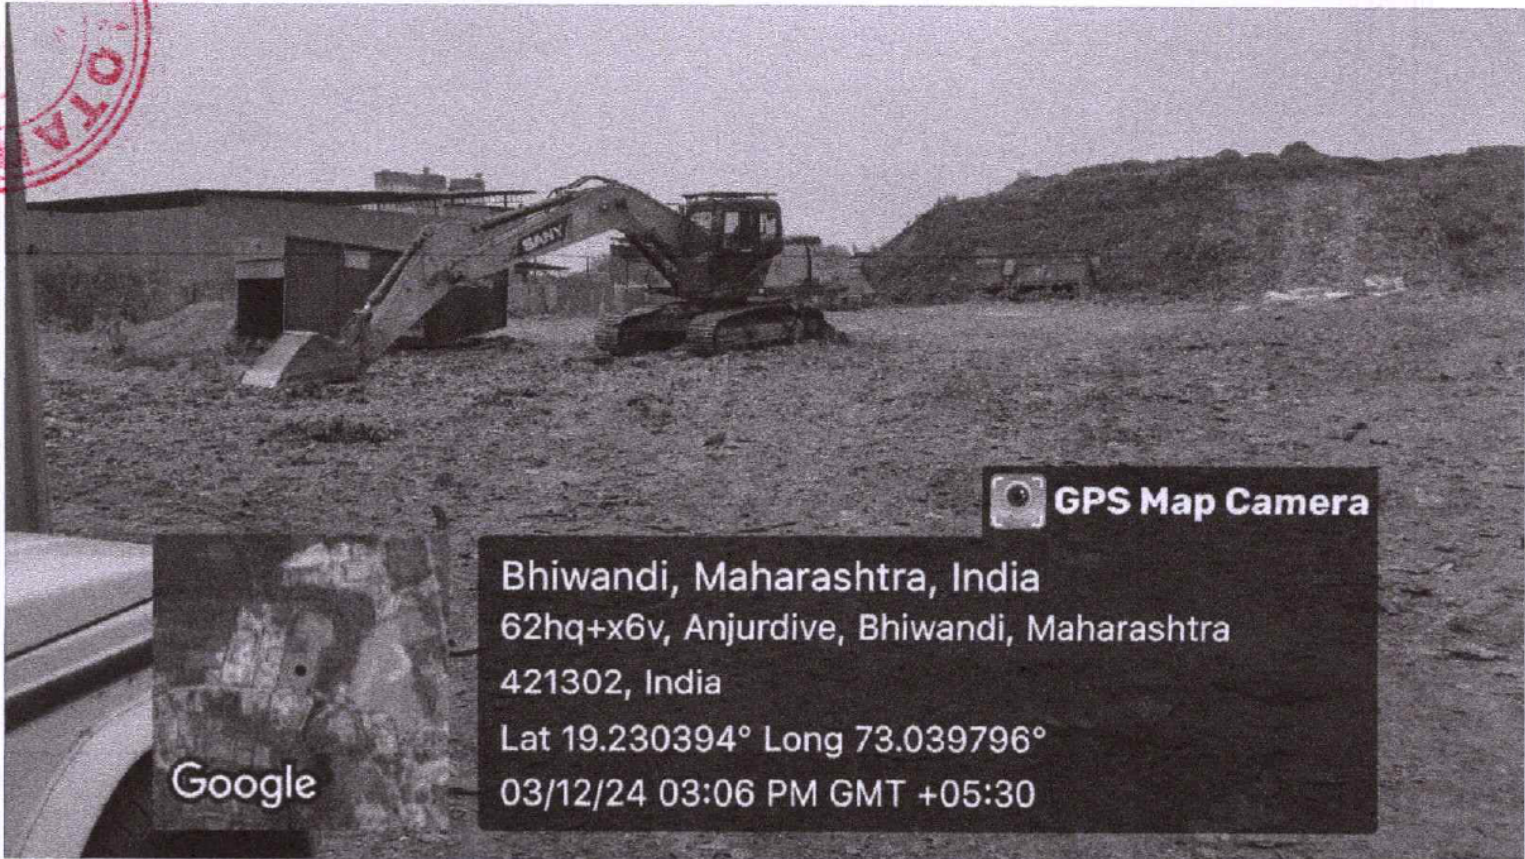 OTA
SANY
GPS Map Camera
Bhiwandi, Maharashtra, India
62hq+x6v, Anjurdive, Bhiwandi, Maharashtra
421302, India
Lat 19.230394° Long 73.039796°
03/12/24 03:06 PM GMT +05:30
Google